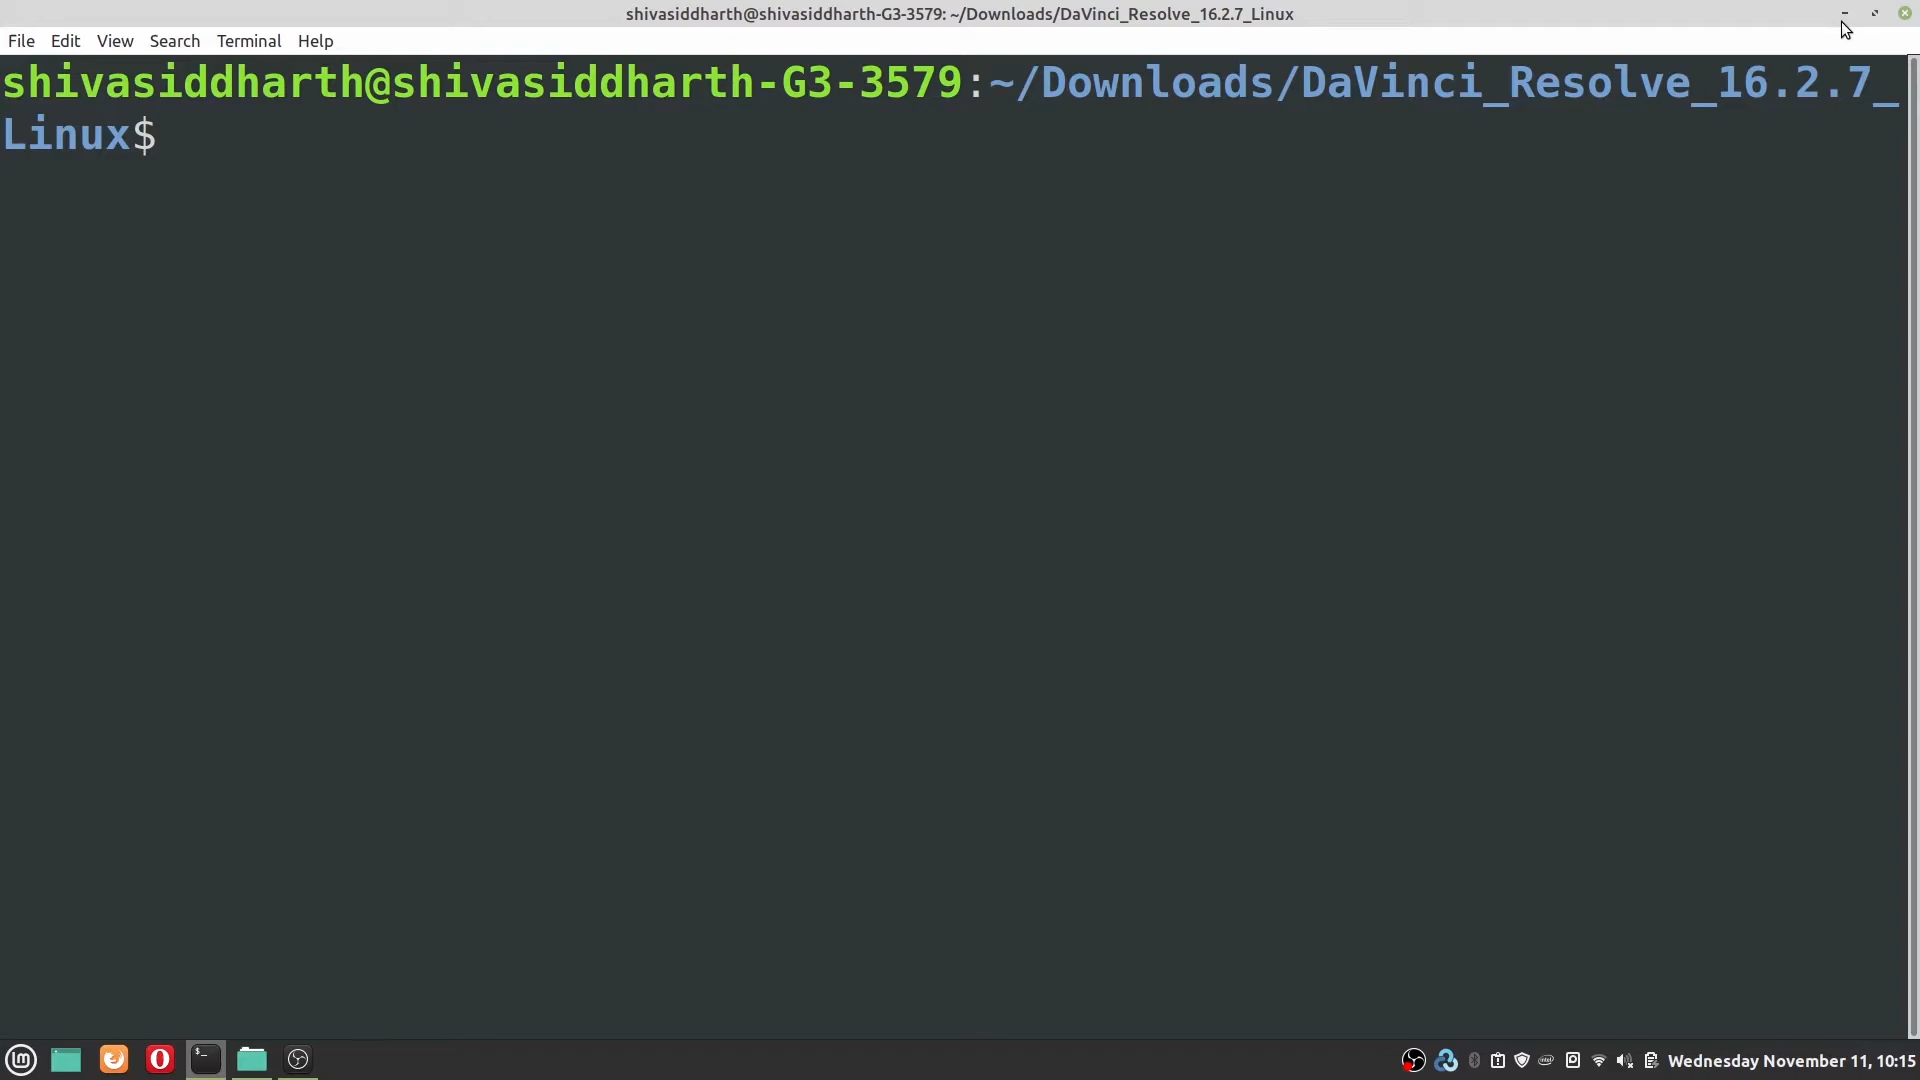 shivasiddharth@shivasiddharth-G3-3579: ~/Downloads/DaVinci_Resolve_16.2.7_Linux
File Edit View Search Terminal Help
shivasiddharth@shivasiddharth-G3-3579:~/Downloads/DaVinci_Resolve_16.2.7_
Linux$
Wednesday November 11, 10:15